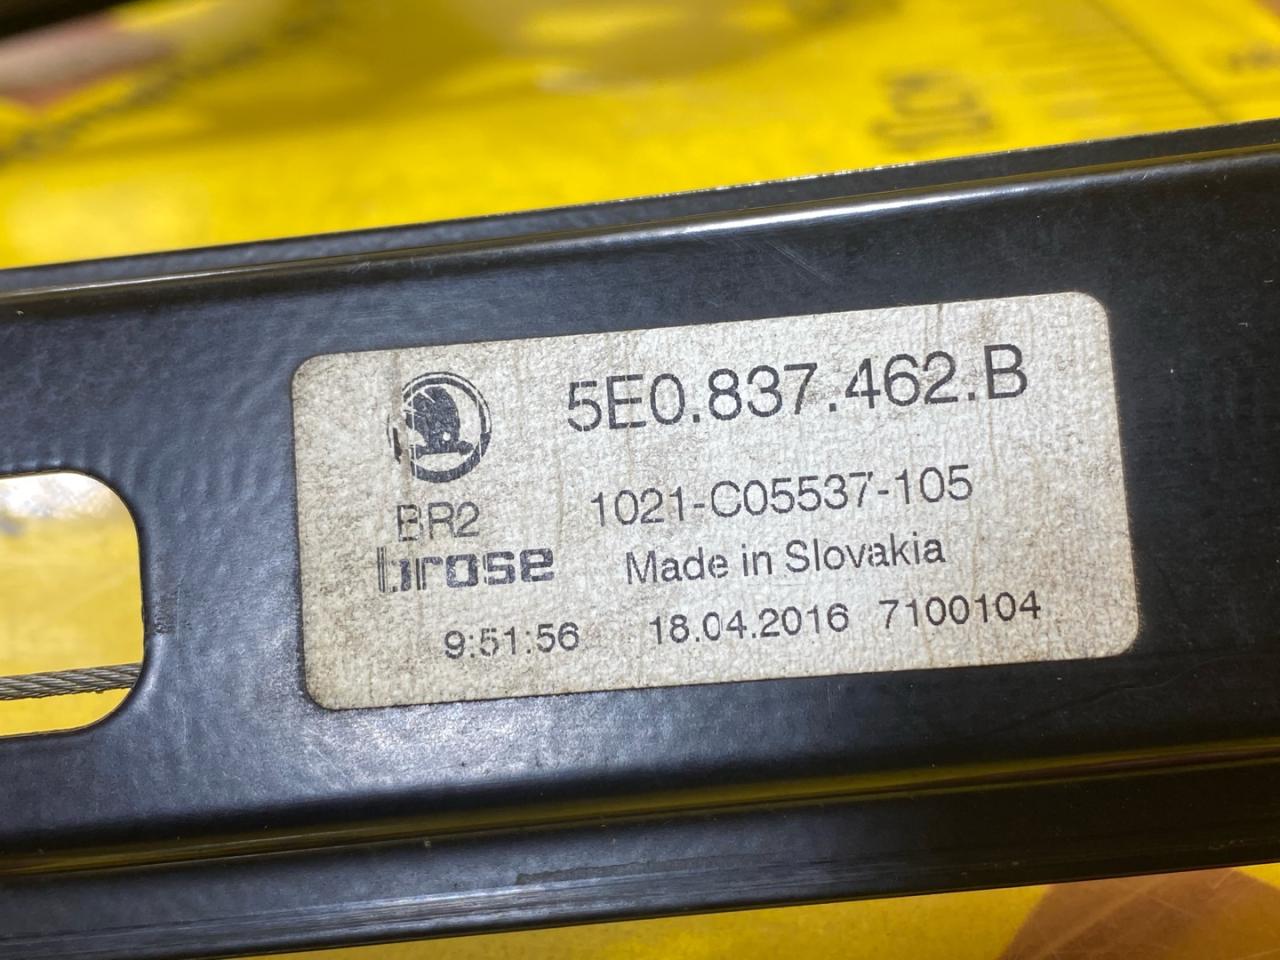 5E0.837.462.B
BR2
1021-C05537-105
brose
Made in Slovakia
9:51:56 18.04.2016 7100104